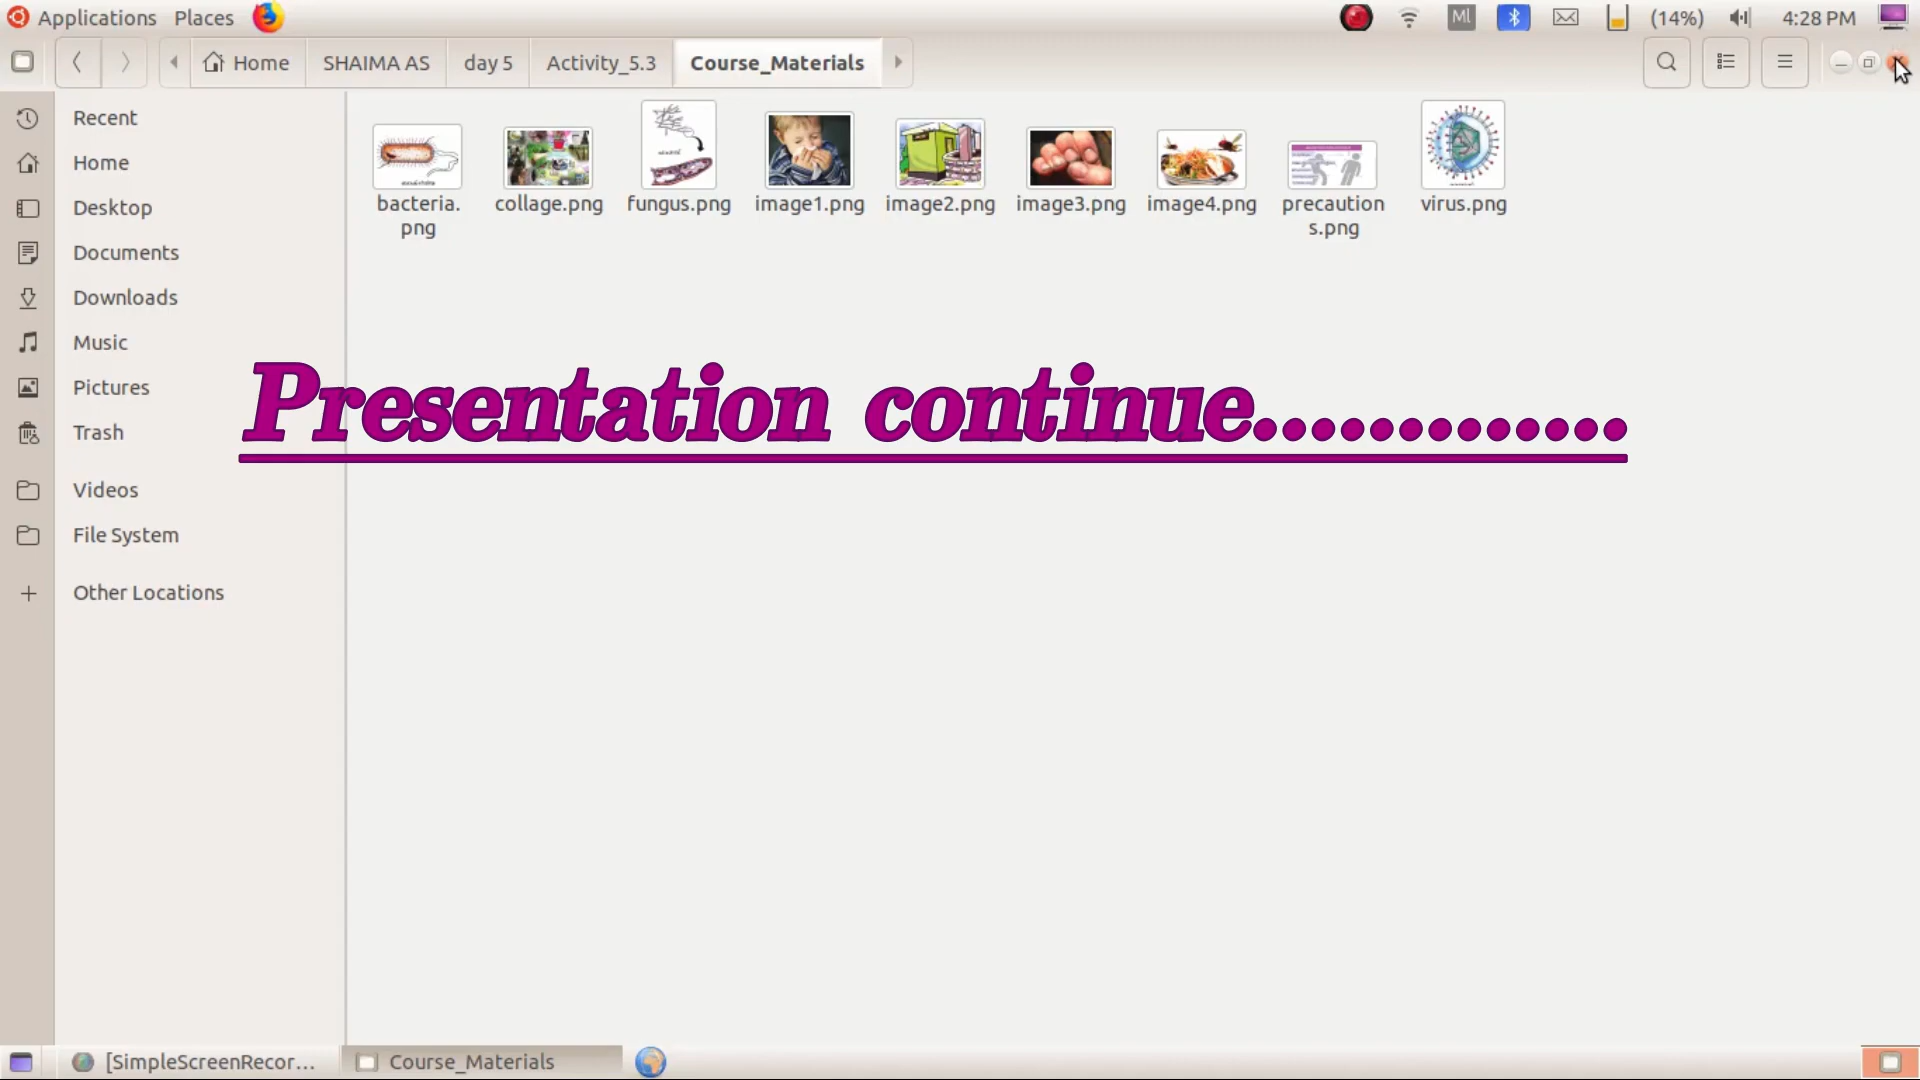 Applications Places Ml (14%) 4:28 PM
Home SHAIMA AS day 5 Activity_5.3 Course_Materials
Recent
Home
Desktop
Documents
Downloads
Music
Pictures
Trash
Videos
File System
Other Locations
bacteria.
png
collage.png
fungus.png
image1.png
image2.png
image3.png
image4.png
precaution
s.png
virus.png
Presentation continue.............
[SimpleScreenRecor... Course_Materials